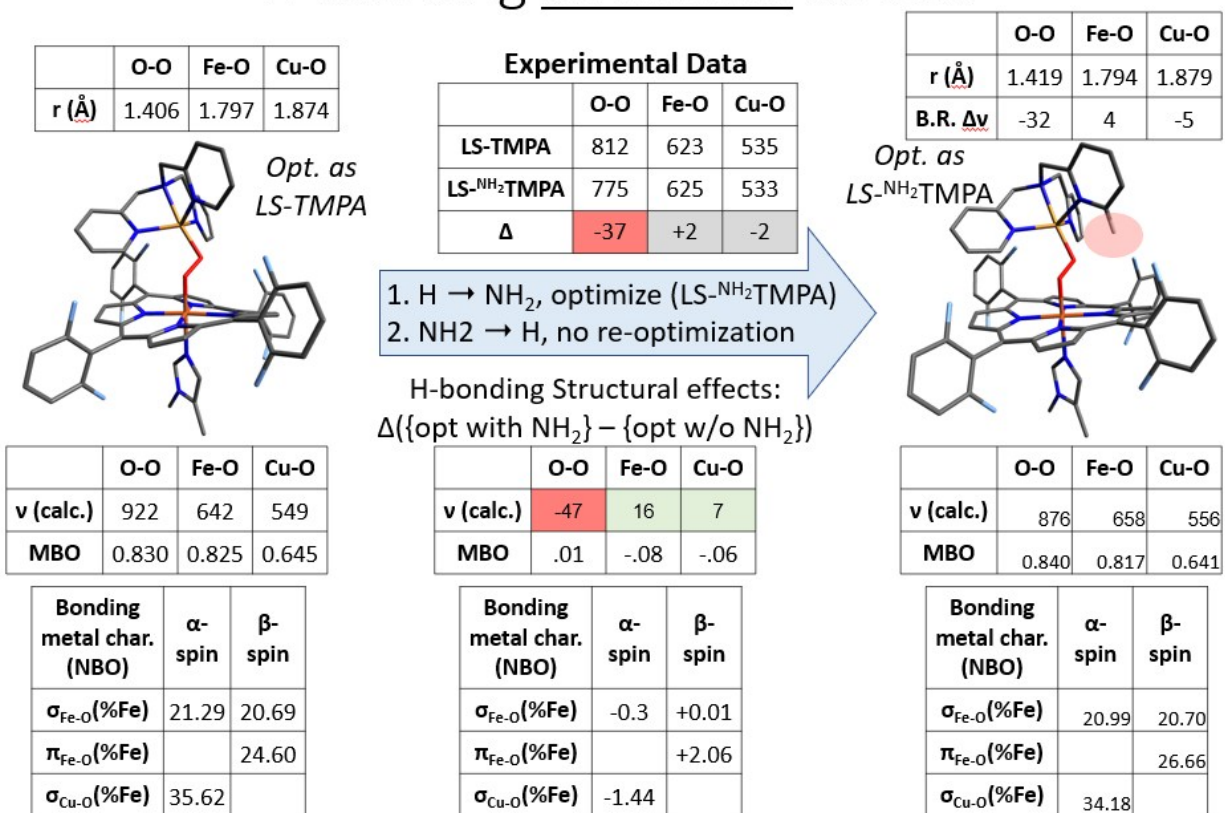 O-O Fe-O Cu-O
r (Å) 1.406 1.797 1.874
Opt. as
LS-TMPA
Experimental Data
O-O Fe-O Cu-O
LS-TMPA 812 623 535
LS-NH₂TMPA 775 625 533
Δ -37 +2 -2
1. H → NH₂, optimize (LS-NH₂TMPA)
2. NH2 → H, no re-optimization
O-O Fe-O Cu-O
r (Å) 1.419 1.794 1.879
B.R. Δν -32 4 -5
Opt. as
LS-NH₂TMPA
H-bonding Structural effects:
Δ({opt with NH₂} – {opt w/o NH₂})
O-O Fe-O Cu-O
ν (calc.) 922 642 549
MBO 0.830 0.825 0.645
O-O Fe-O Cu-O
ν (calc.) -47 16 7
MBO .01 -.08 -.06
O-O Fe-O Cu-O
ν (calc.) 876 658 556
MBO 0.840 0.817 0.641
Bonding
metal char.
(NBO) α-
spin β-
spin
σFe-O(%Fe) 21.29 20.69
πFe-O(%Fe) 24.60
σCu-O(%Fe) 35.62
Bonding
metal char.
(NBO) α-
spin β-
spin
σFe-O(%Fe) -0.3 +0.01
πFe-O(%Fe) +2.06
σCu-O(%Fe) -1.44
Bonding
metal char.
(NBO) α-
spin β-
spin
σFe-O(%Fe) 20.99 20.70
πFe-O(%Fe) 26.66
σCu-O(%Fe) 34.18